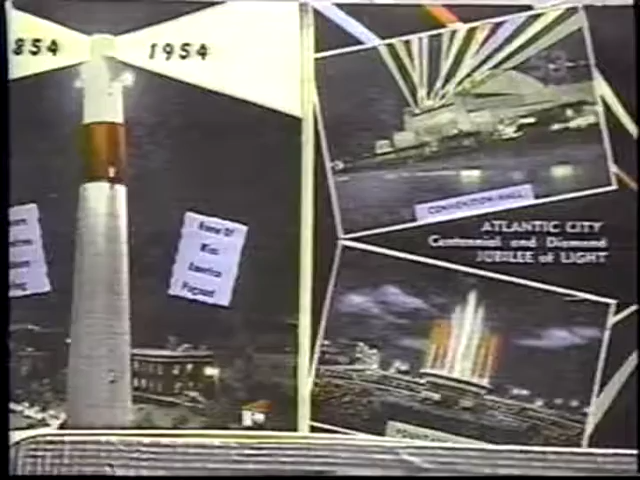 854 1954
Home Of
Miss
America
Pageant
CONVENTION HALL
ATLANTIC CITY
Centennial and Diamond
JUBILEE of LIGHT